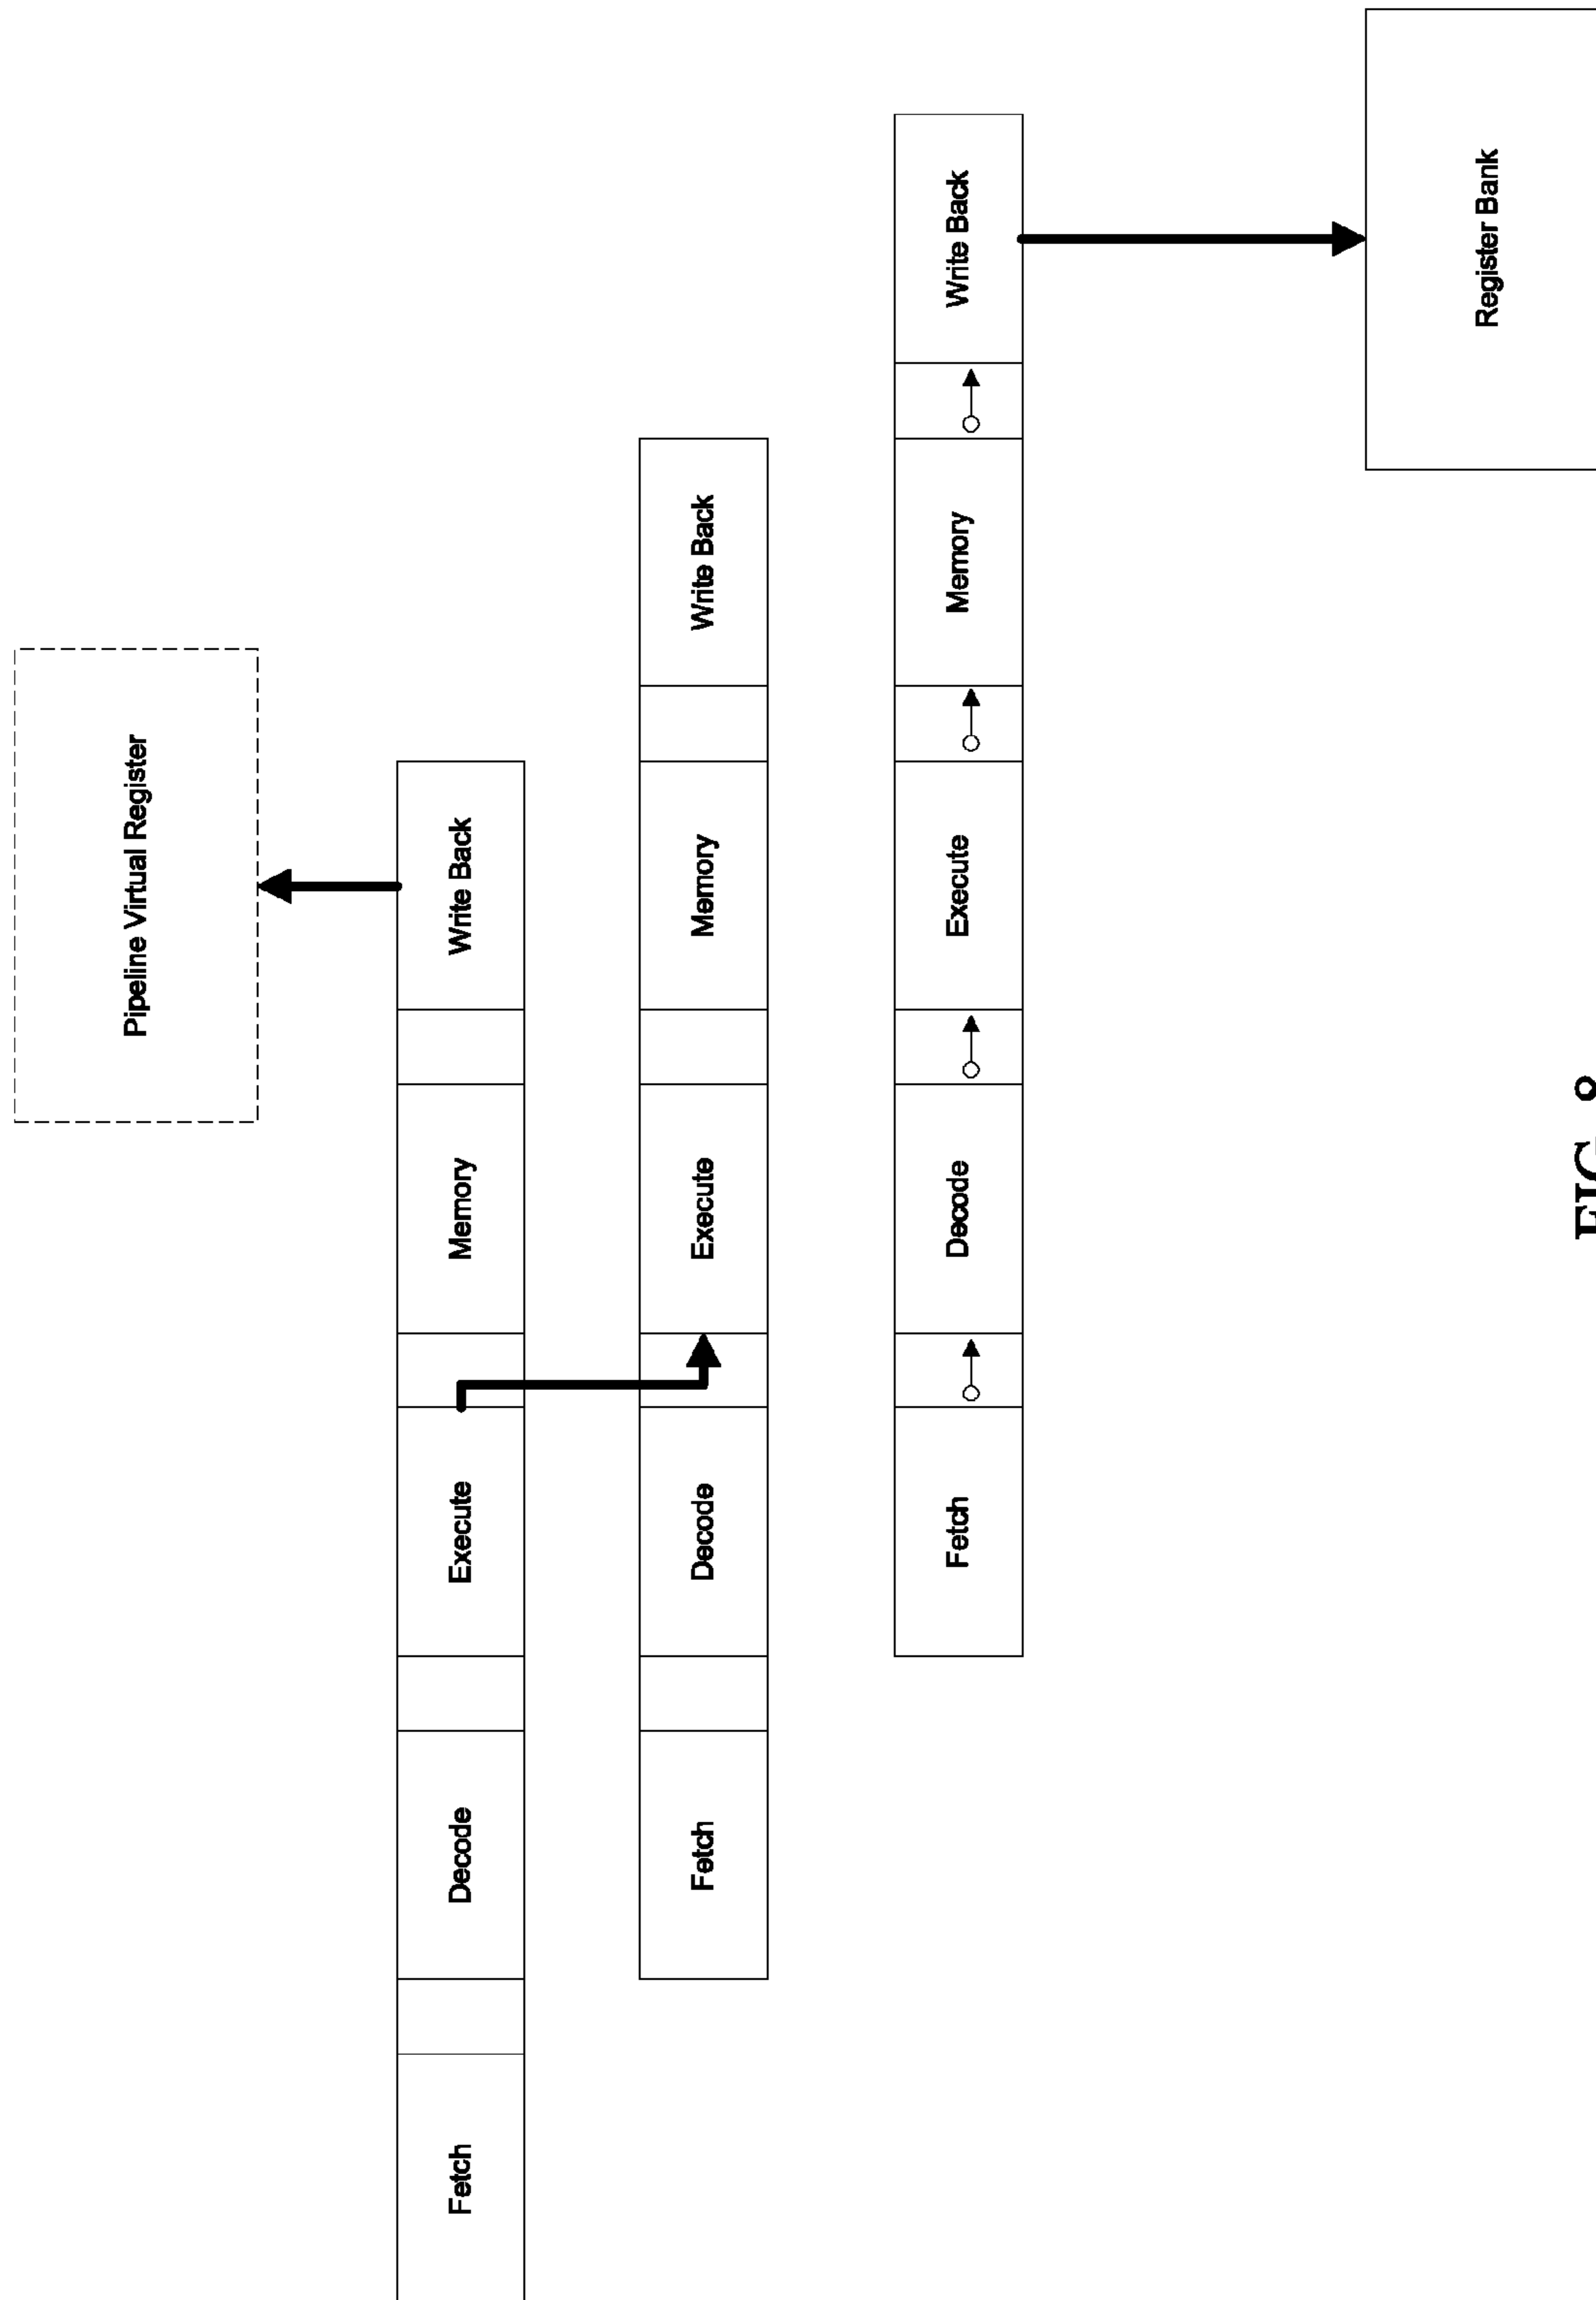 Pipeline Virtual Register
Fetch
Decode
Execute
Memory
Write Back
Fetch
Decode
Execute
Memory
Write Back
Fetch
Decode
Execute
Memory
Write Back
Register Bank
FIG